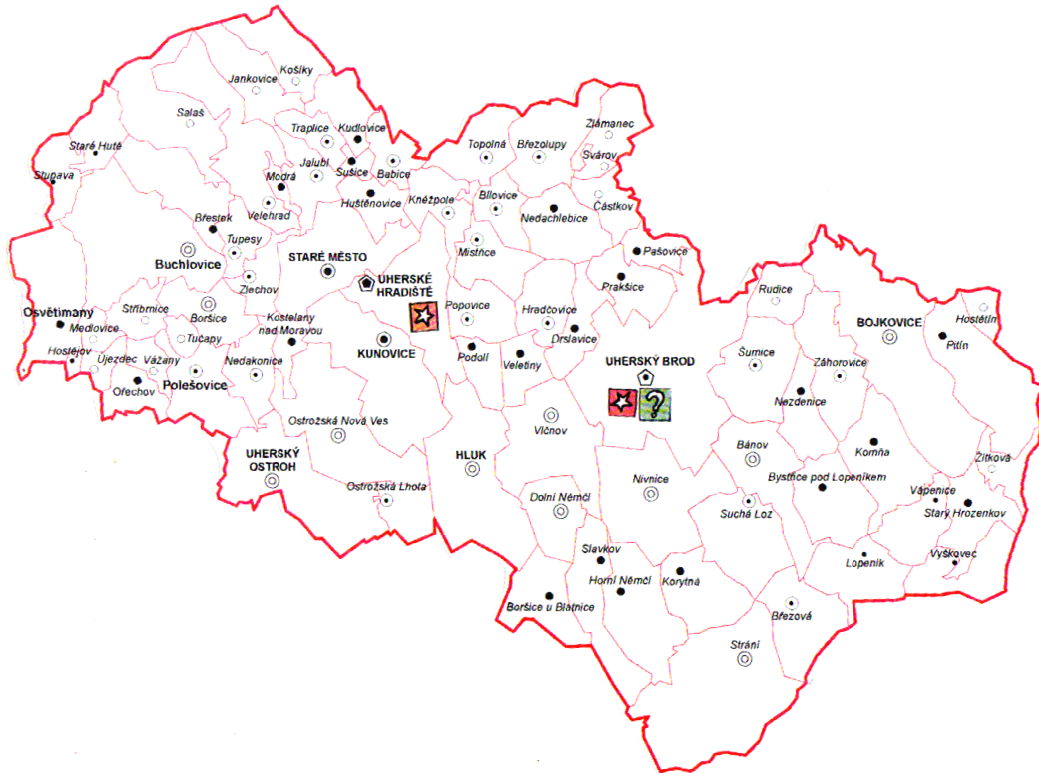 Košíky
Jankovice
Salaš
Zlámanec
Traplice
Kudlovice
Topolná
Březolupy
Staré Hutě
Svárov
Stupava
Modrá
Jalubí
Sušice
Babice
Velehrad
Huštěnovice
Kněžpole
Bílovice
Nedachlebice
Částkov
Břestek
Tupesy
Mistřice
Pašovice
Buchlovice
STARÉ MĚSTO
UHERSKÉ
HRADIŠTĚ
Prakšice
Zlechov
Rudice
Hostětín
Osvětimany
Stříbrnice
Boršice
Kostelany
nad Moravou
Popovice
Hradčovice
BOJKOVICE
Medlovice
Tučapy
KUNOVICE
Drslavice
Pitín
Hostějov
Újezdec
Vážany
Nedakonice
Podolí
Veletiny
UHERSKÝ BROD
Šumice
Záhorovice
Ořechov
Polešovice
Nezdenice
?
Ostrožská Nová Ves
Vlčnov
Bánov
Komňa
UHERSKÝ
OSTROH
HLUK
Nivnice
Bystřice pod Lopeníkem
Žítková
Ostrožská Lhota
Dolní Němčí
Suchá Loz
Vápenice
Starý Hrozenkov
Slavkov
Horní Němčí
Korytná
Lopeník
Vyškovec
Boršice u Blatnice
Březová
Strání